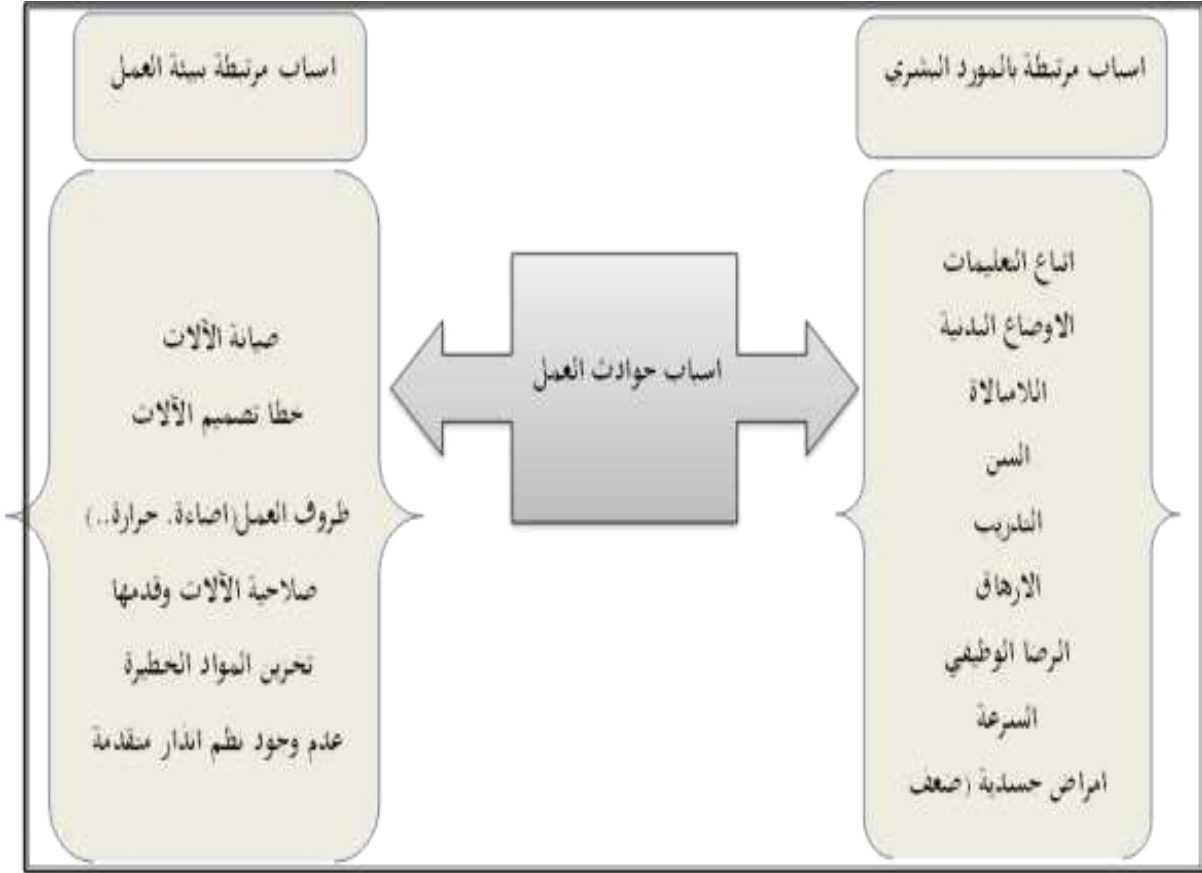 اسباب مرتبطة بالمورد البشري
اتباع التعليمات
الاوضاع البدنية
اللامبالاة
السن
التدريب
الارهاق
الرضا الوظيفي
السرعة
امراض جسدية (ضعف
اسباب حوادث العمل
اسباب مرتبطة ببيئة العمل
صيانة الآلات
خطا تصميم الآلات
ظروف العمل(اضاءة، حرارة..)
صلاحية الآلات وقدمها
تخزين المواد الخطيرة
عدم وجود نظم انذار متقدمة